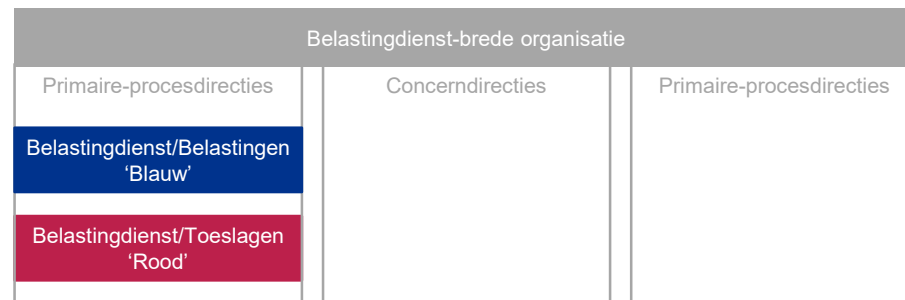 Belastingdienst-brede organisatie
Primaire-procesdirecties
Concerndirecties
Primaire-procesdirecties
Belastingdienst/Belastingen
‘Blauw’
Belastingdienst/Toeslagen
‘Rood’